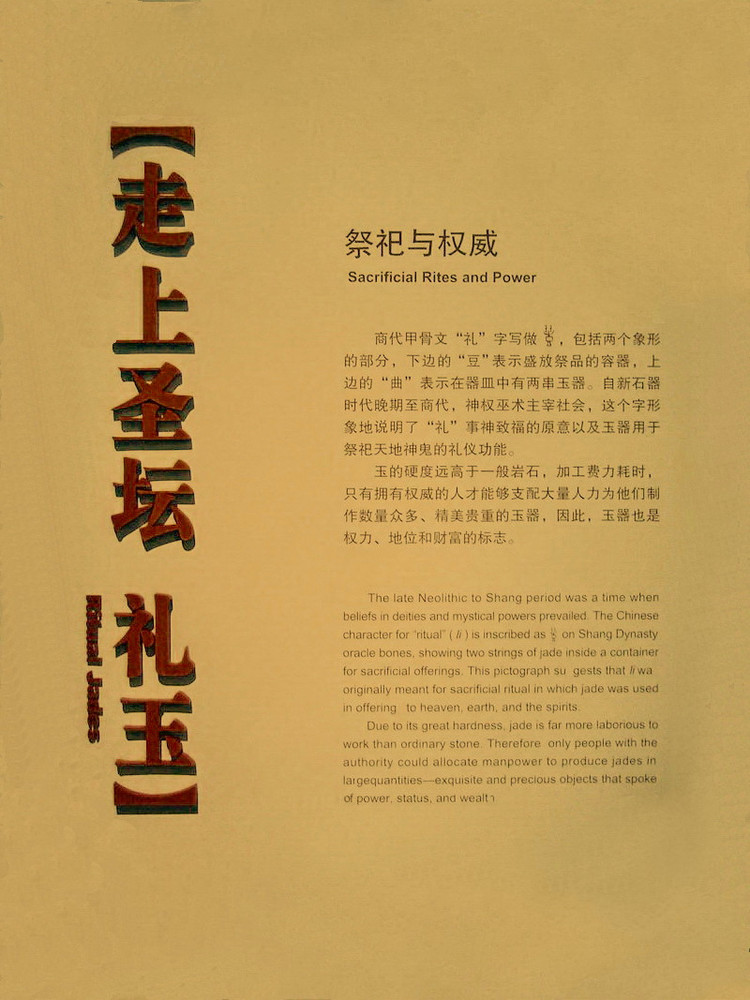 【走上圣坛 礼玉】
Ritual Jades
祭祀与权威
Sacrificial Rites and Power
商代甲骨文“礼”字写做 ，包括两个象形
的部分，下边的“豆”表示盛放祭品的容器，上
边的“曲”表示在器皿中有两串玉器。自新石器
时代晚期至商代，神权巫术主宰社会，这个字形
象地说明了“礼”事神致福的原意以及玉器用于
祭祀天地神鬼的礼仪功能。
玉的硬度远高于一般岩石，加工费力耗时，
只有拥有权威的人才能够支配大量人力为他们制
作数量众多、精美贵重的玉器，因此，玉器也是
权力、地位和财富的标志。
The late Neolithic to Shang period was a time when
beliefs in deities and mystical powers prevailed. The Chinese
character for “ritual” ( li ) is inscribed as on Shang Dynasty
oracle bones, showing two strings of jade inside a container
for sacrificial offerings. This pictograph su gests that li wa
originally meant for sacrificial ritual in which jade was used
in offering to heaven, earth, and the spirits.
Due to its great hardness, jade is far more laborious to
work than ordinary stone. Therefore only people with the
authority could allocate manpower to produce jades in
largequantities—exquisite and precious objects that spoke
of power, status, and wealt